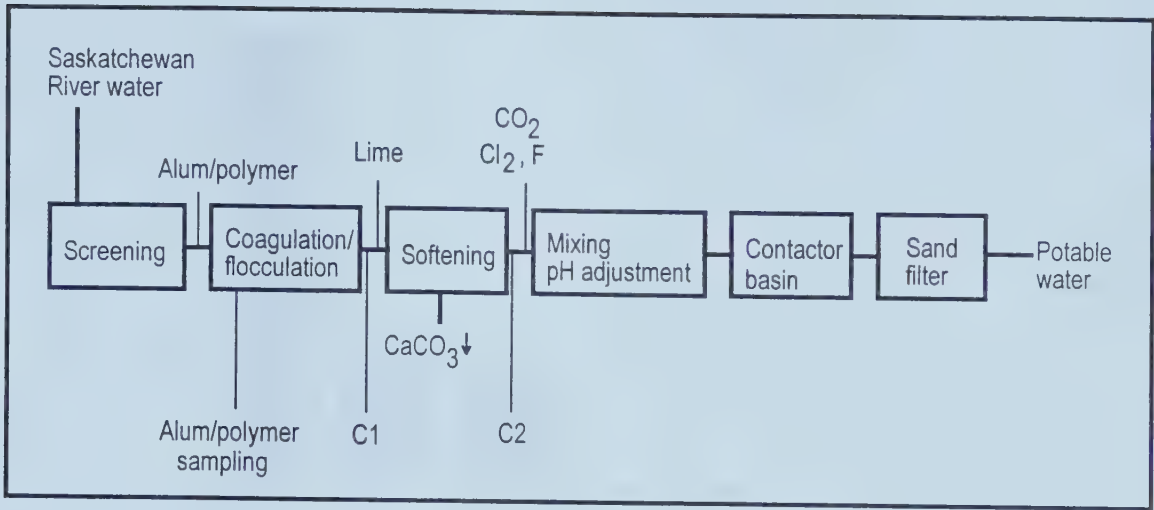 Saskatchewan
River water
Alum/polymer
Lime
CO2
Cl2, F
Screening
Coagulation/
flocculation
Softening
Mixing
pH adjustment
Contactor
basin
Sand
filter
Potable
water
CaCO3↓
Alum/polymer
sampling
C1
C2